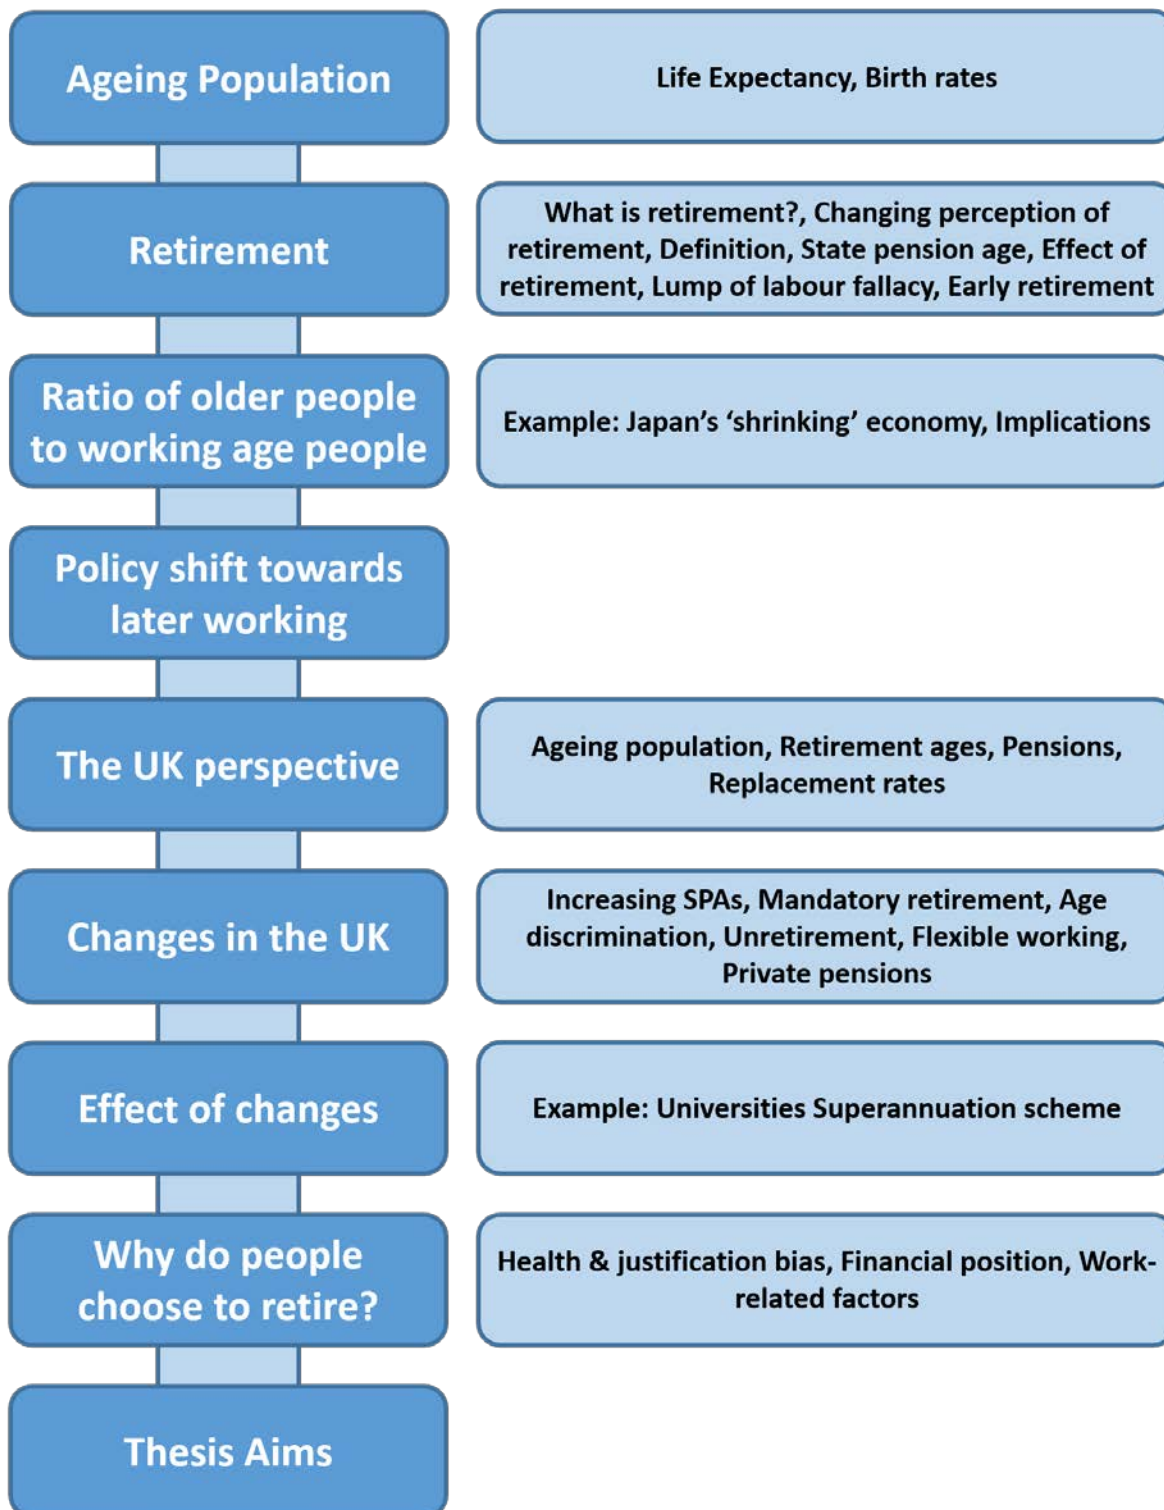 Ageing Population
Life Expectancy, Birth rates
Retirement
What is retirement?, Changing perception of
retirement, Definition, State pension age, Effect of
retirement, Lump of labour fallacy, Early retirement
Ratio of older people
to working age people
Example: Japan’s ‘shrinking’ economy, Implications
Policy shift towards
later working
The UK perspective
Ageing population, Retirement ages, Pensions,
Replacement rates
Changes in the UK
Increasing SPAs, Mandatory retirement, Age
discrimination, Unretirement, Flexible working,
Private pensions
Effect of changes
Example: Universities Superannuation scheme
Why do people
choose to retire?
Health & justification bias, Financial position, Work-
related factors
Thesis Aims